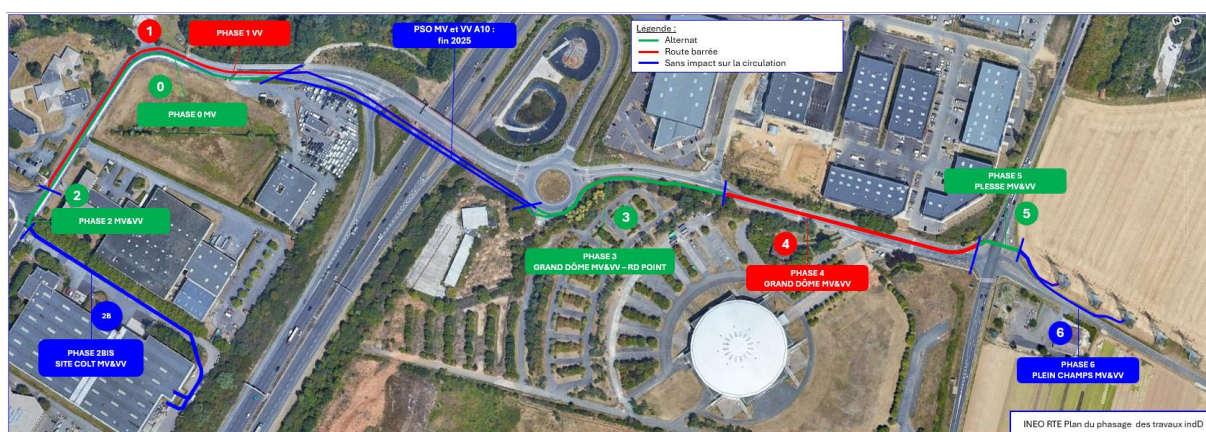 1
PHASE 1 VV
PSO MV et VV A10 :
fin 2025
Légende :
Alternat
Route barrée
Sans impact sur la circulation
N
0
PHASE 0 MV
2
PHASE 2 MV&VV
3
PHASE 3
GRAND DÔME MV&VV – RD POINT
4
PHASE 4
GRAND DÔME MV&VV
PHASE 5
PLESSE MV&VV
5
2B
PHASE 2BIS
SITE COLT MV&VV
6
PHASE 6
PLEIN CHAMPS MV&VV
INEO RTE Plan du phasage des travaux indD